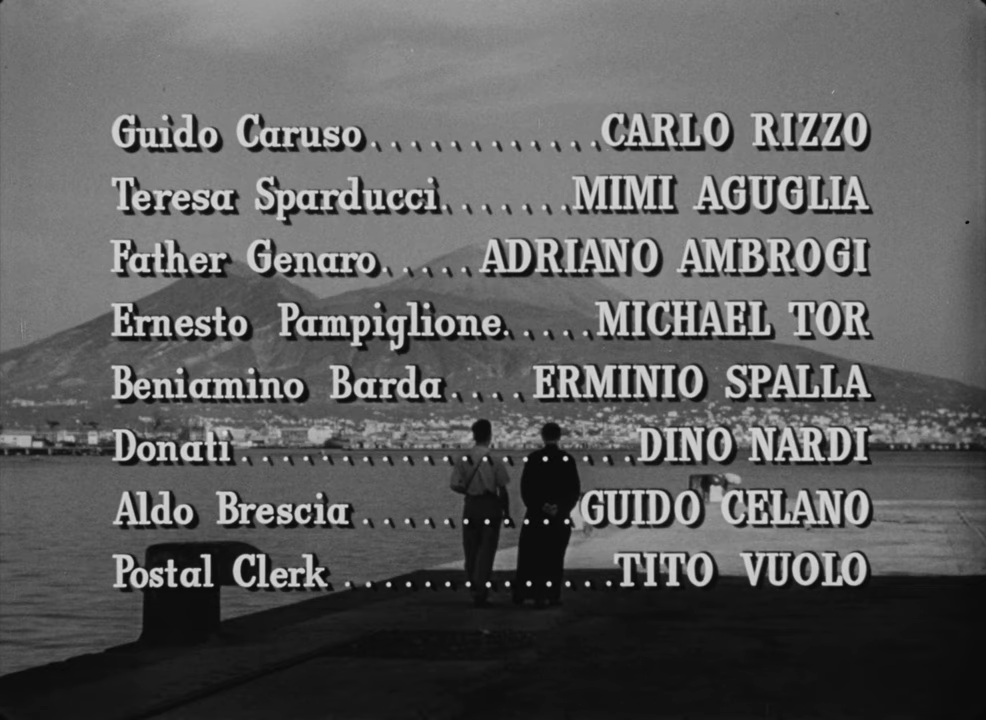 Guido Caruso............CARLO RIZZO
Teresa Sparducci.......MIMI AGUGLIA
Father Genaro.....ADRIANO AMBROGI
Ernesto Pampiglione.....MICHAEL TOR
Beniamino Barda....ERMINIO SPALLA
Donati....................DINO NARDI
Aldo Brescia...........GUIDO CELANO
Postal Clerk..............TITO VUOLO